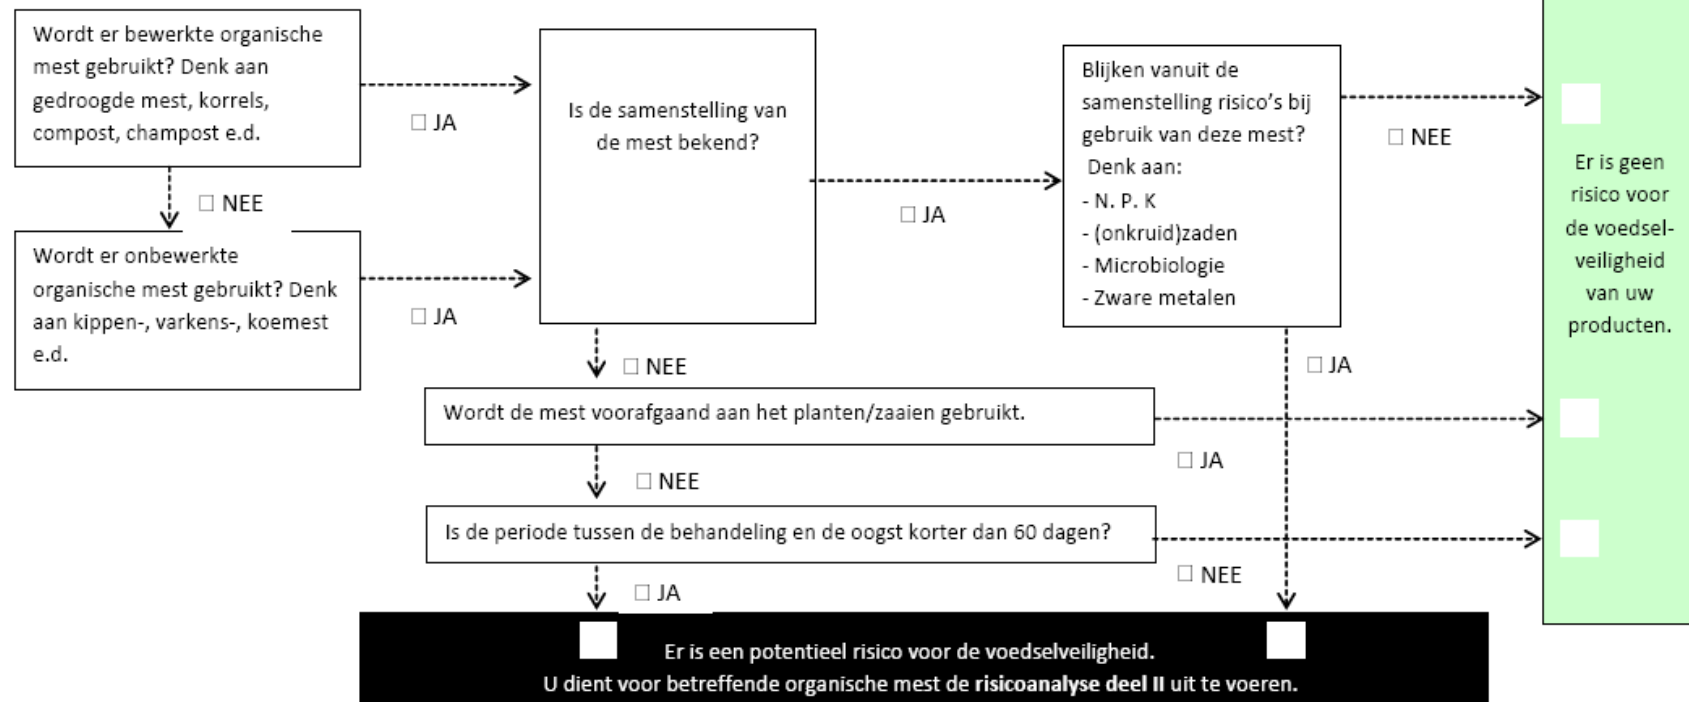 Wordt er bewerkte organische
mest gebruikt? Denk aan
gedroogde mest, korrels,
compost, champost e.d.
☐ JA
☐ NEE
Wordt er onbewerkte
organische mest gebruikt? Denk
aan kippen-, varkens-, koemest
e.d.
☐ JA
Is de samenstelling van
de mest bekend?
☐ JA
☐ NEE
Blijken vanuit de
samenstelling risico's bij
gebruik van deze mest?
Denk aan:
- N. P. K
- (onkruid)zaden
- Microbiologie
- Zware metalen
☐ NEE
☐ JA
Wordt de mest voorafgaand aan het planten/zaaien gebruikt.
☐ JA
☐ NEE
Is de periode tussen de behandeling en de oogst korter dan 60 dagen?
☐ NEE
☐ JA
Er is geen
risico voor
de voedsel-
veiligheid
van uw
producten.
Er is een potentieel risico voor de voedselveiligheid.
U dient voor betreffende organische mest de risicoanalyse deel II uit te voeren.